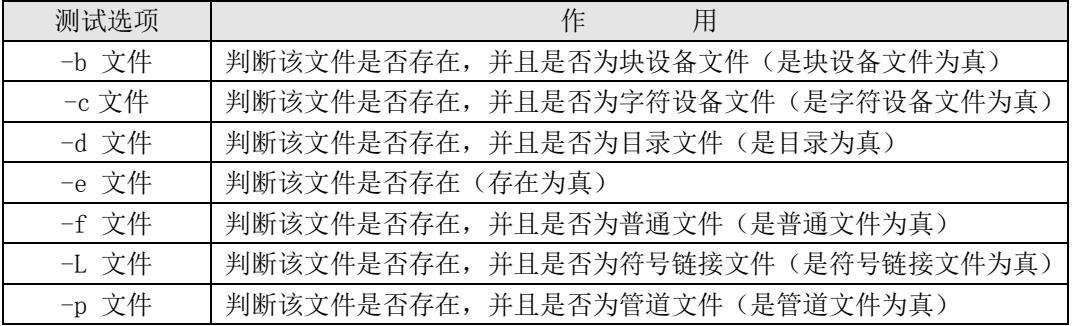 测试选项 作 用
-b 文件 判断该文件是否存在，并且是否为块设备文件（是块设备文件为真）
-c 文件 判断该文件是否存在，并且是否为字符设备文件（是字符设备文件为真）
-d 文件 判断该文件是否存在，并且是否为目录文件（是目录为真）
-e 文件 判断该文件是否存在（存在为真）
-f 文件 判断该文件是否存在，并且是否为普通文件（是普通文件为真）
-L 文件 判断该文件是否存在，并且是否为符号链接文件（是符号链接文件为真）
-p 文件 判断该文件是否存在，并且是否为管道文件（是管道文件为真）